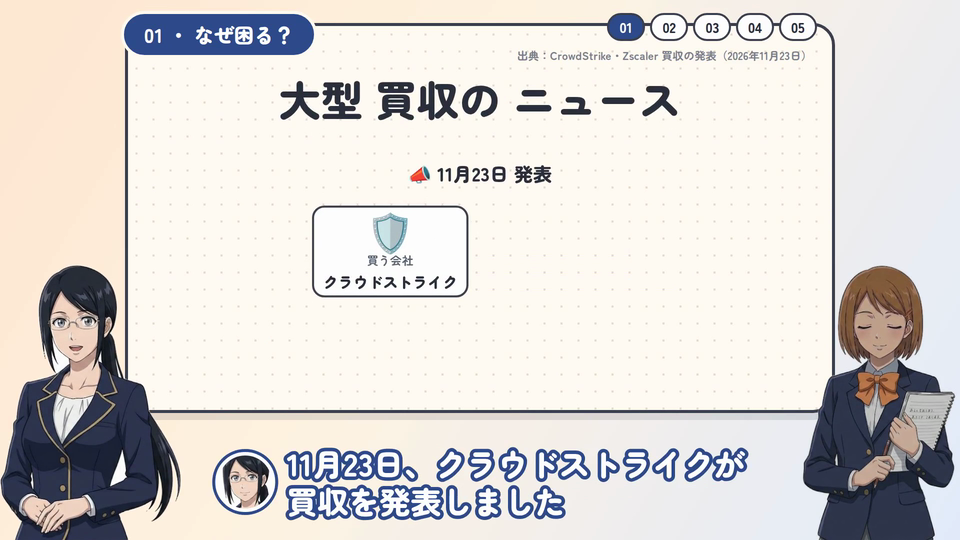 01・なぜ困る？
01 02 03 04 05
出典：CrowdStrike・Zscaler 買収の発表（2026年11月23日）
大型 買収の ニュース
11月23日 発表
買う会社
クラウドストライク
11月23日、クラウドストライクが
買収を発表しました